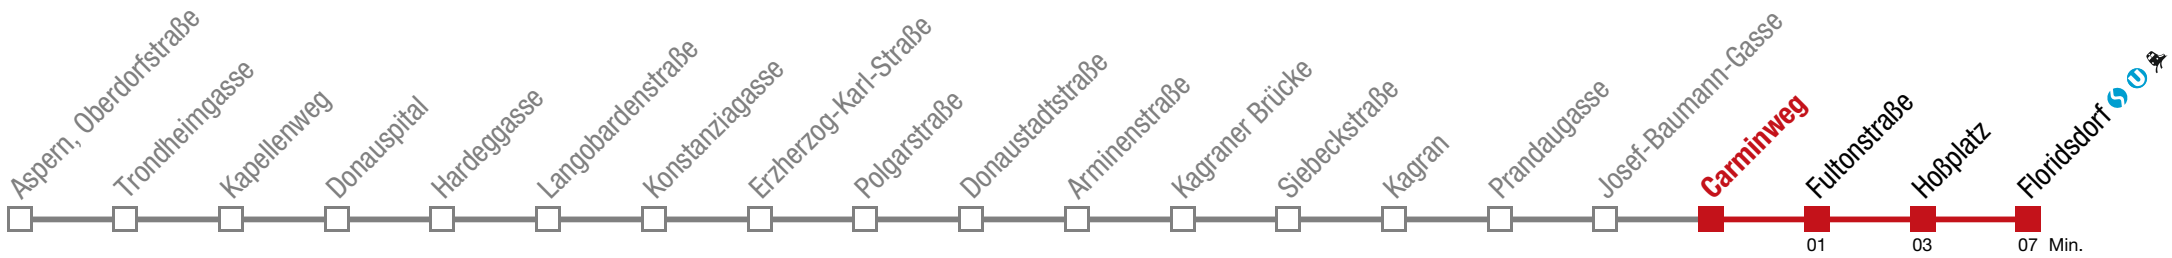 Aspern, Oberdorfstraße
Trondheimgasse
Kapellenweg
Donauspital
Hardeggasse
Langobardenstraße
Konstanziagasse
Erzherzog-Karl-Straße
Polgarstraße
Donaustadtstraße
Arminenstraße
Kagraner Brücke
Siebeckstraße
Kagran
Prandaugasse
Josef-Baumann-Gasse
Carminweg
Fultonstraße
Hoßplatz
Floridsdorf S U
01 03 07 Min.